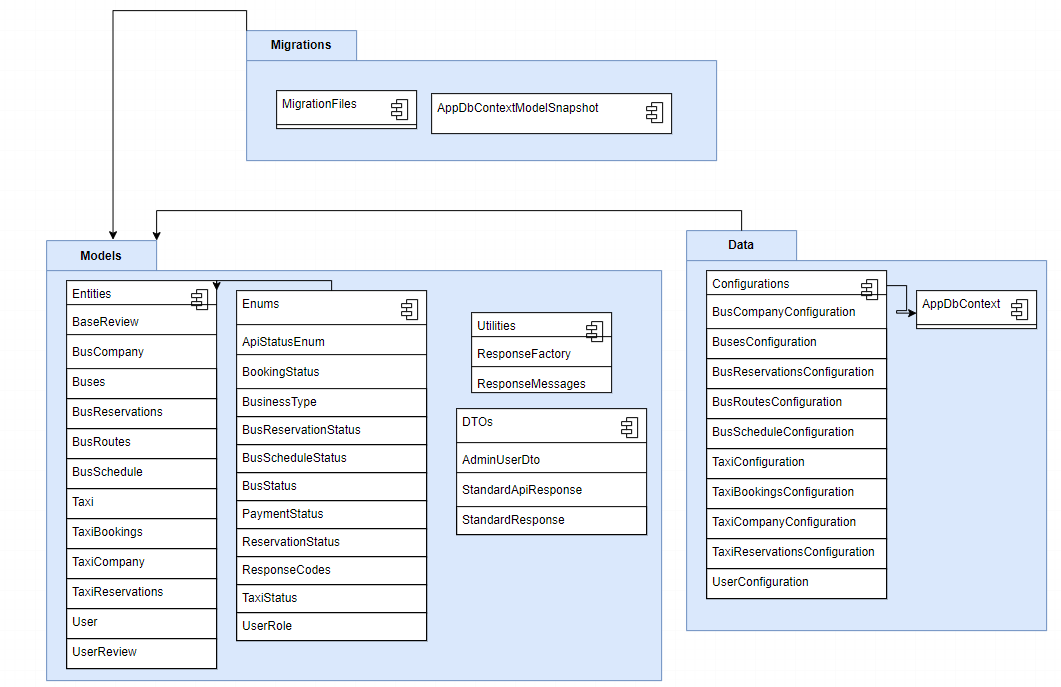 Migrations
MigrationFiles
AppDbContextModelSnapshot
Models
Entities
BaseReview
BusCompany
Buses
BusReservations
BusRoutes
BusSchedule
Taxi
TaxiBookings
TaxiCompany
TaxiReservations
User
UserReview
Enums
ApiStatusEnum
BookingStatus
BusinessType
BusReservationStatus
BusScheduleStatus
BusStatus
PaymentStatus
ReservationStatus
ResponseCodes
TaxiStatus
UserRole
Utilities
ResponseFactory
ResponseMessages
DTOs
AdminUserDto
StandardApiResponse
StandardResponse
Data
Configurations
BusCompanyConfiguration
BusesConfiguration
BusReservationsConfiguration
BusRoutesConfiguration
BusScheduleConfiguration
TaxiConfiguration
TaxiBookingsConfiguration
TaxiCompanyConfiguration
TaxiReservationsConfiguration
UserConfiguration
AppDbContext